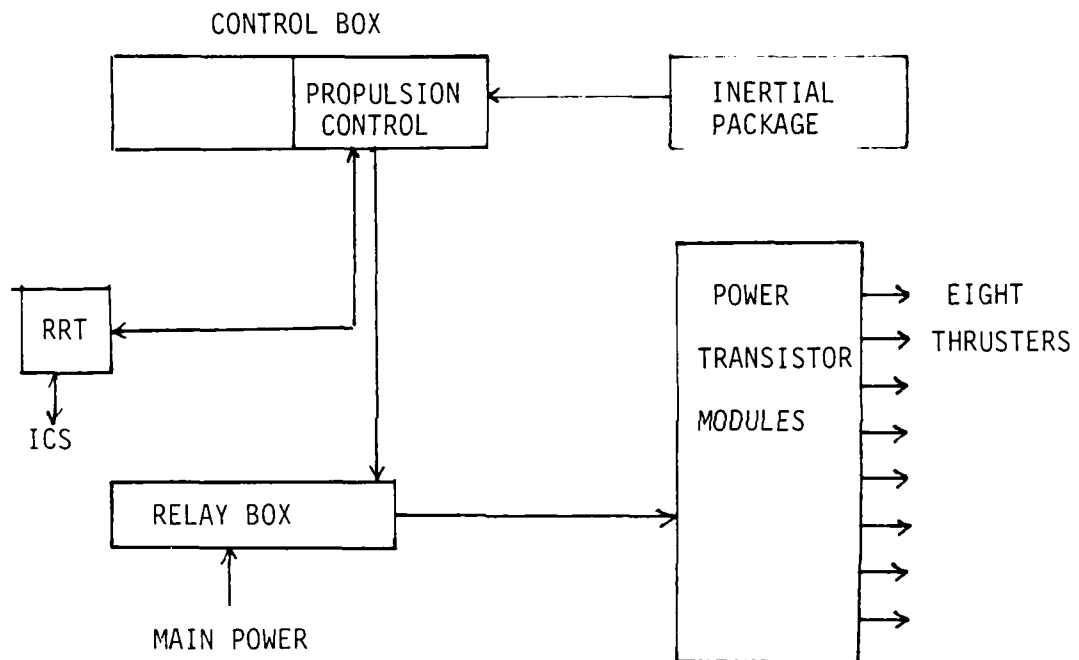 CONTROL BOX
PROPULSION
CONTROL
INERTIAL
PACKAGE
RRT
ICS
POWER
TRANSISTOR
MODULES
EIGHT
THRUSTERS
RELAY BOX
MAIN POWER